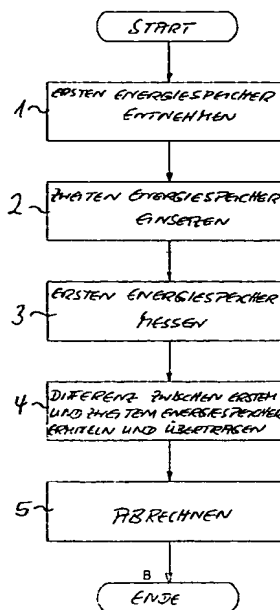 START
1 ERSTEN ENERGIESPEICHER
ENTNEHMEN
2 ZWEITEN ENERGIESPEICHER
EINSETZEN
3 ERSTEN ENERGIESPEICHER
MESSEN
4 DIFFERENZ ZWISCHEN ERSTEM
UND ZWEITEM ENERGIESPEICHER
ERMITTELN UND ÜBERTRAGEN
5 ABRECHNEN
B
ENDE